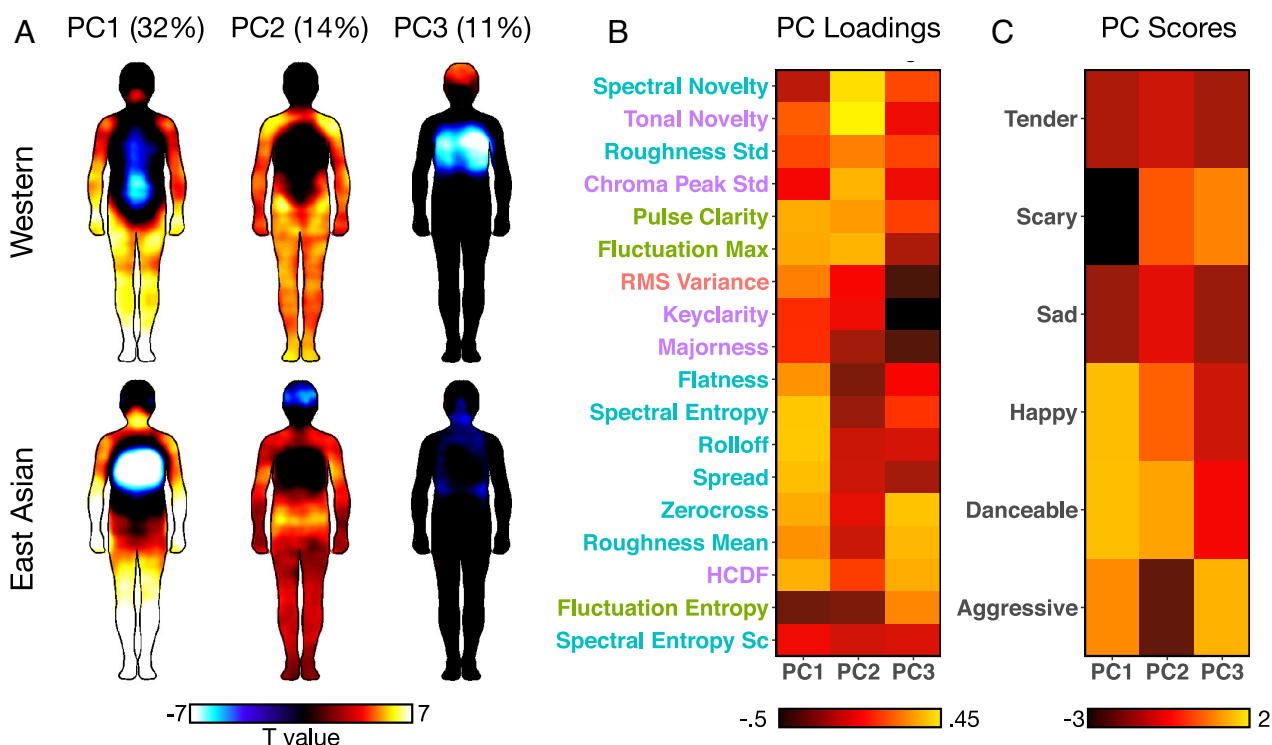 A
PC1 (32%)
PC2 (14%)
PC3 (11%)
Western
East Asian
-7
7
T value
B
PC Loadings
Spectral Novelty
Tonal Novelty
Roughness Std
Chroma Peak Std
Pulse Clarity
Fluctuation Max
RMS Variance
Keyclarity
Majorness
Flatness
Spectral Entropy
Rolloff
Spread
Zerocross
Roughness Mean
HCDF
Fluctuation Entropy
Spectral Entropy Sc
PC1 PC2 PC3
-.5
.45
C
PC Scores
Tender
Scary
Sad
Happy
Danceable
Aggressive
PC1 PC2 PC3
-3
2